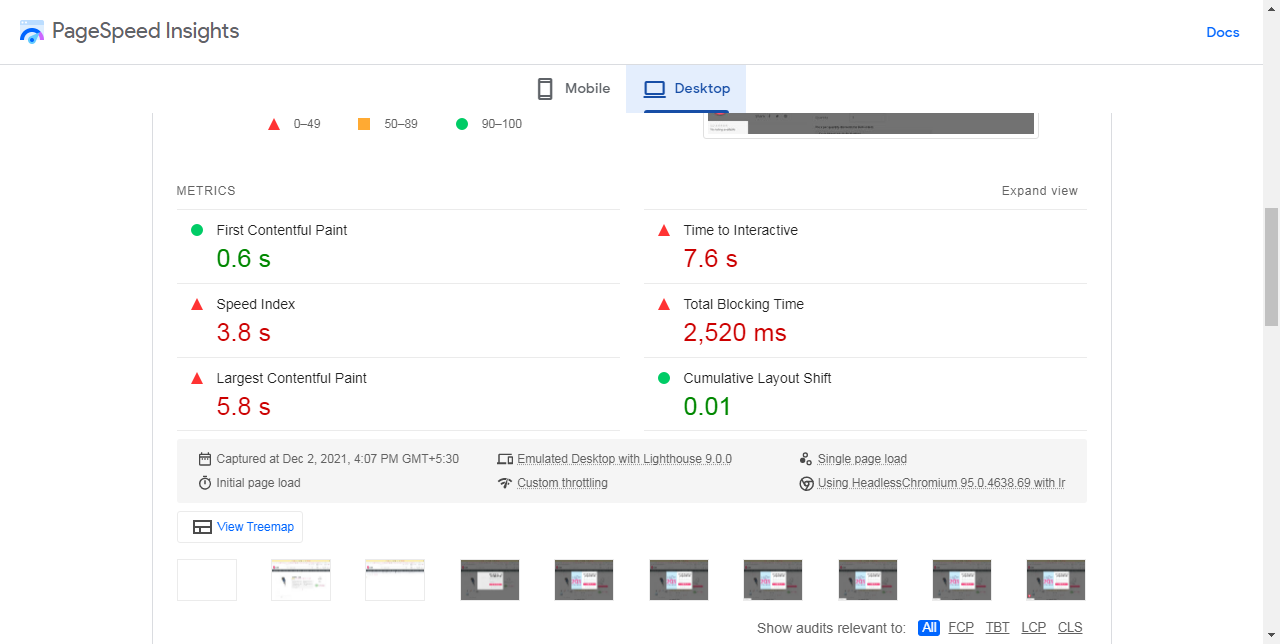 PageSpeed Insights
Docs
Mobile
Desktop
0–49
50–89
90–100
METRICS
Expand view
First Contentful Paint
0.6 s
Time to Interactive
7.6 s
Speed Index
3.8 s
Total Blocking Time
2,520 ms
Largest Contentful Paint
5.8 s
Cumulative Layout Shift
0.01
Captured at Dec 2, 2021, 4:07 PM GMT+5:30
Emulated Desktop with Lighthouse 9.0.0
Single page load
Initial page load
Custom throttling
Using HeadlessChromium 95.0.4638.69 with lr
View Treemap
Show audits relevant to: All FCP TBT LCP CLS